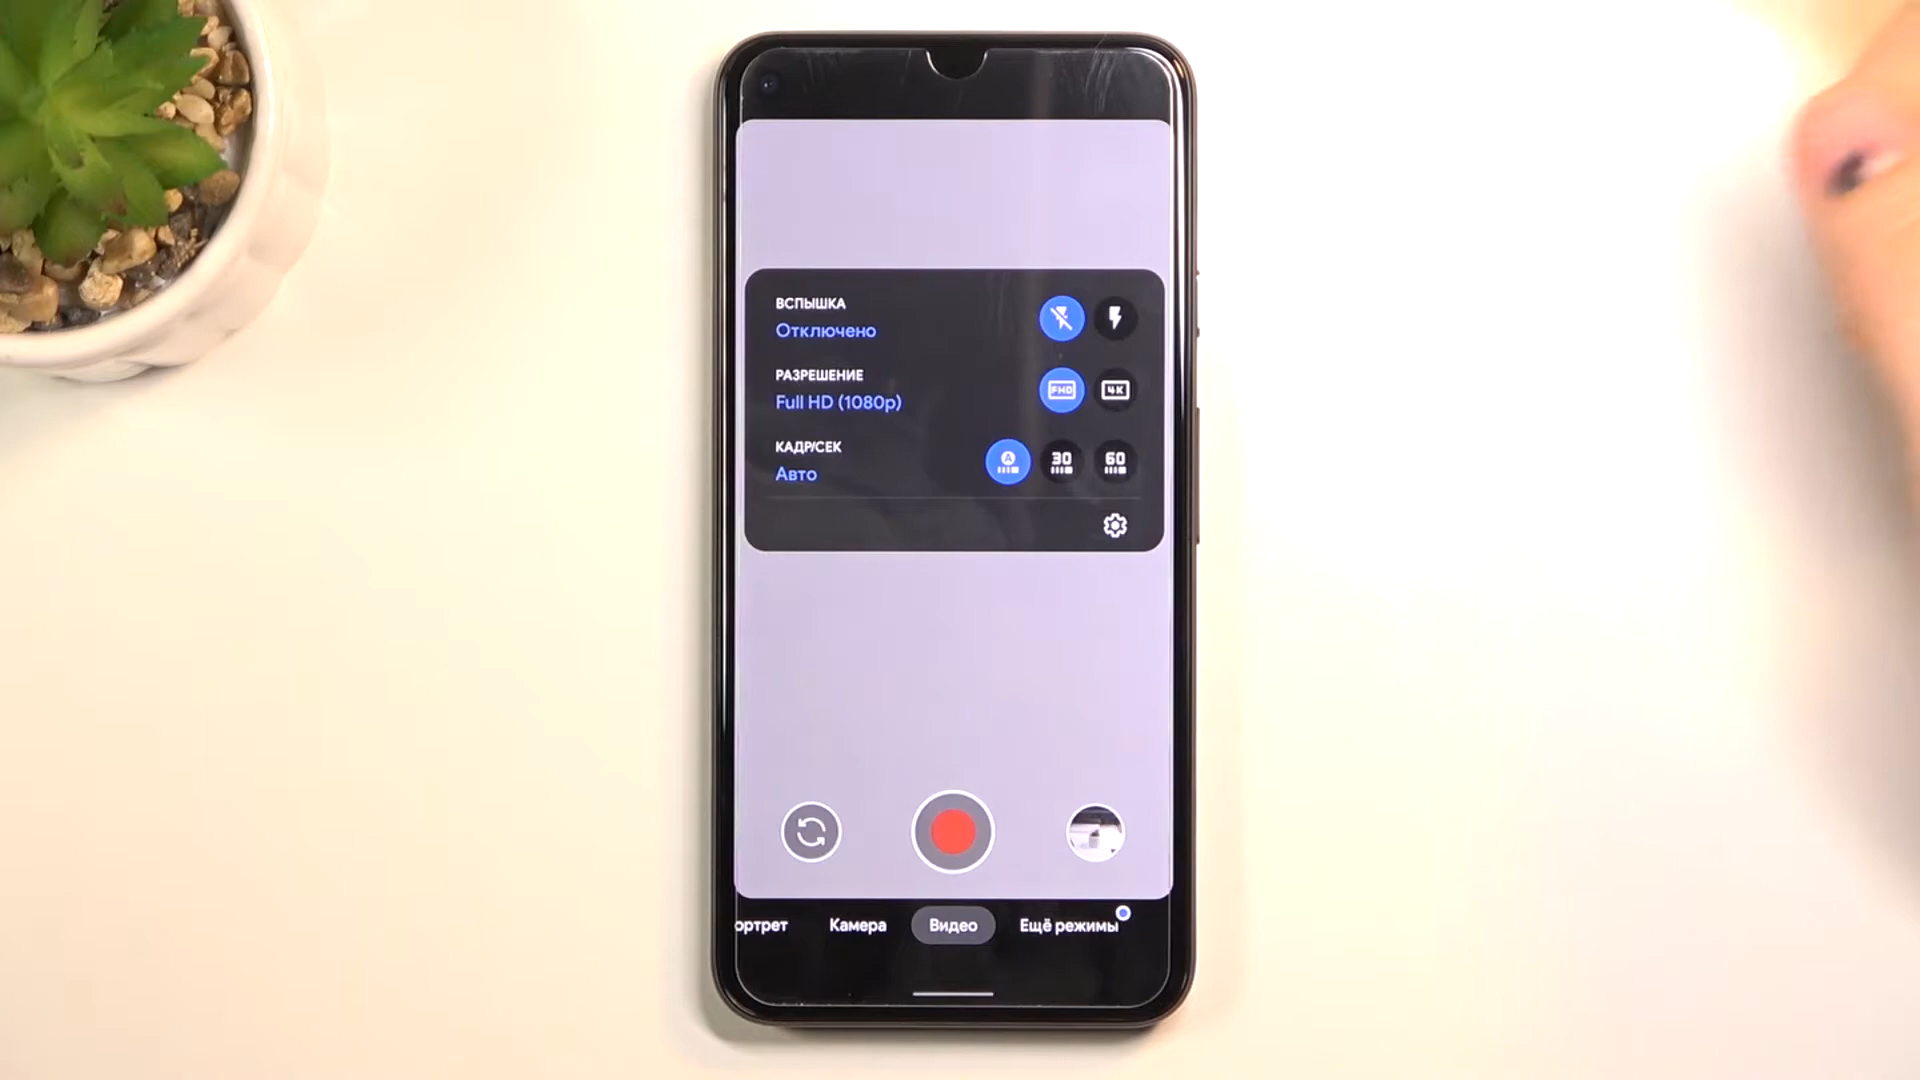 ВСПЫШКА
Отключено
РАЗРЕШЕНИЕ
Full HD (1080p)
FHD 4K
КАДР/СЕК
Авто
A 30 60
ортрет Камера Видео Ещё режимы